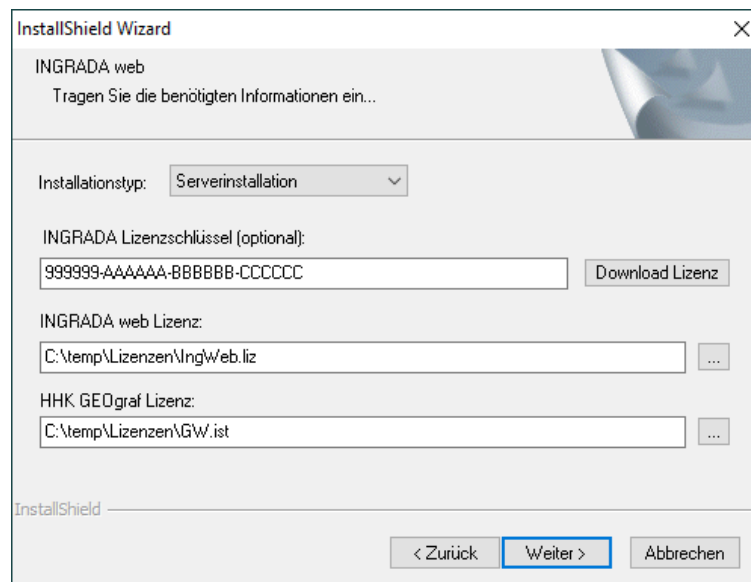 InstallShield Wizard
INGRADA web
Tragen Sie die benötigten Informationen ein...
Installationstyp: Serverinstallation
INGRADA Lizenzschlüssel (optional):
999999-AAAAAA-BBBBBB-CCCCCC Download Lizenz
INGRADA web Lizenz:
C:\temp\Lizenzen\IngWeb.liz ...
HHK GEOgraf Lizenz:
C:\temp\Lizenzen\GW.ist ...
InstallShield
< Zurück Weiter > Abbrechen